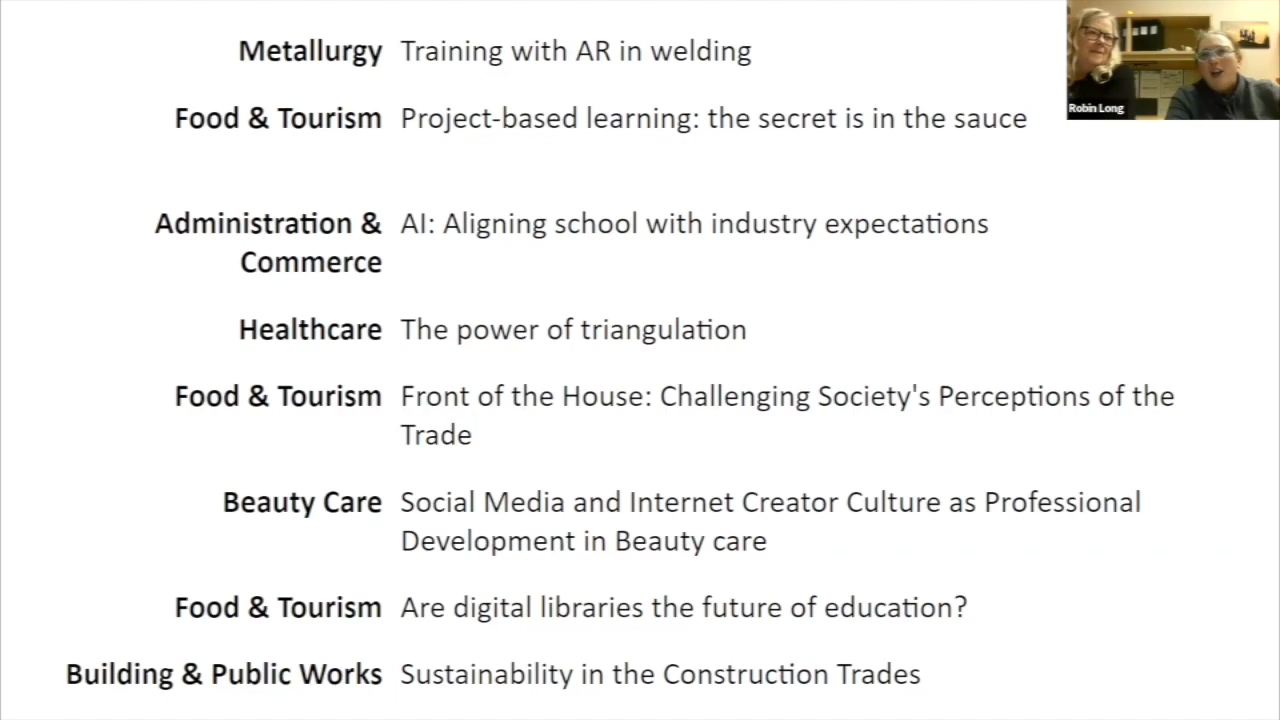 Metallurgy Training with AR in welding
Robin Long
Food & Tourism Project-based learning: the secret is in the sauce
Administration & AI: Aligning school with industry expectations
Commerce
Healthcare The power of triangulation
Food & Tourism Front of the House: Challenging Society's Perceptions of the
Trade
Beauty Care Social Media and Internet Creator Culture as Professional
Development in Beauty care
Food & Tourism Are digital libraries the future of education?
Building & Public Works Sustainability in the Construction Trades